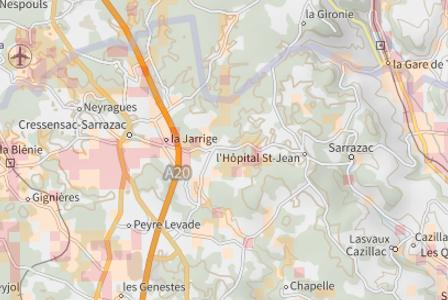 Nespouls
la Gironie
la Gare de
Neyragues
Cressensac-Sarrazac
la Jarrige
la Blénie
l'Hôpital St-Jean
Sarrazac
A20
Gignières
Peyre Levade
Lasvaux
Cazillac
Cazilla
Les Q
les Genestes
Chapelle